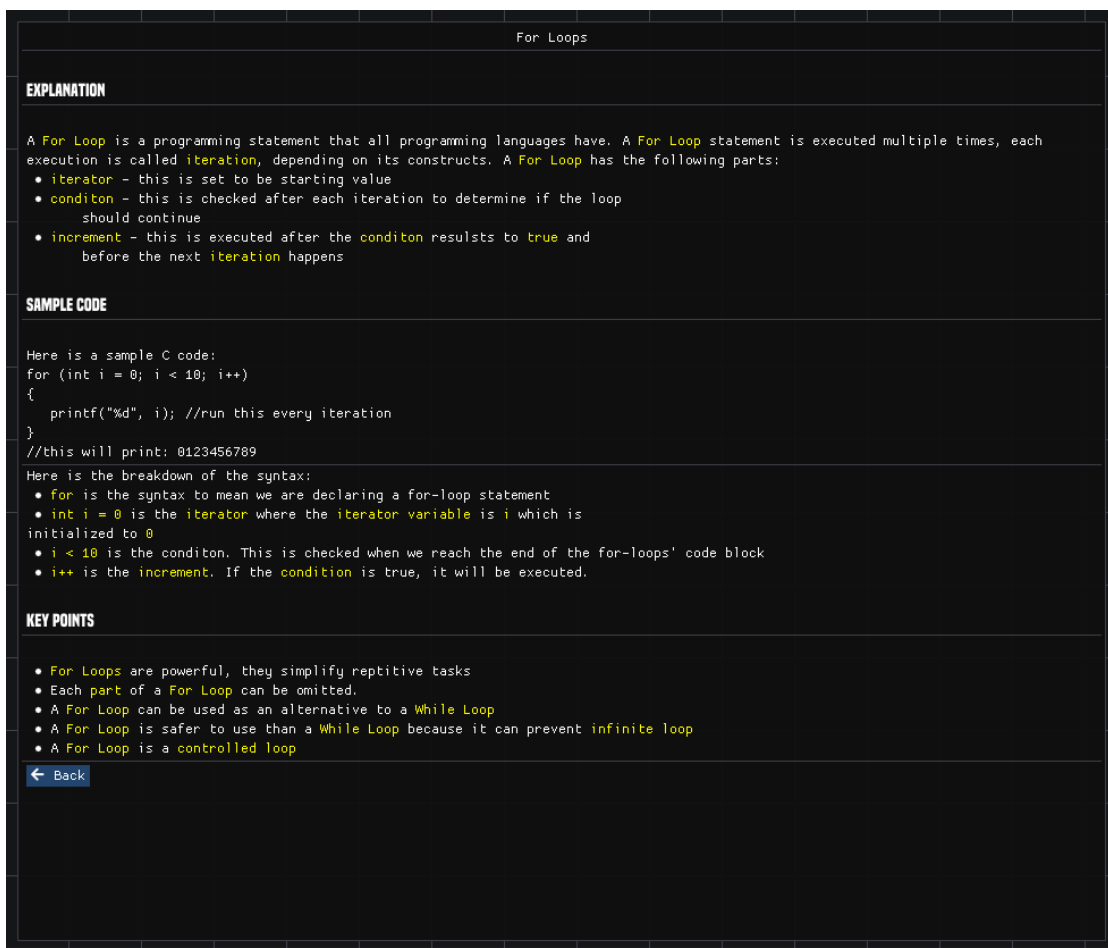 For Loops
EXPLANATION
A For Loop is a programming statement that all programming languages have. A For Loop statement is executed multiple times, each
execution is called iteration, depending on its constructs. A For Loop has the following parts:
• iterator - this is set to be starting value
• conditon - this is checked after each iteration to determine if the loop
should continue
• increment - this is executed after the conditon resulsts to true and
before the next iteration happens
SAMPLE CODE
Here is a sample C code:
for (int i = 0; i < 10; i++)
{
printf("%d", i); //run this every iteration
}
//this will print: 0123456789
Here is the breakdown of the syntax:
• for is the syntax to mean we are declaring a for-loop statement
• int i = 0 is the iterator where the iterator variable is i which is
initialized to 0
• i < 10 is the conditon. This is checked when we reach the end of the for-loops' code block
• i++ is the increment. If the condition is true, it will be executed.
KEY POINTS
• For Loops are powerful, they simplify reptitive tasks
• Each part of a For Loop can be omitted.
• A For Loop can be used as an alternative to a While Loop
• A For Loop is safer to use than a While Loop because it can prevent infinite loop
• A For Loop is a controlled loop
← Back